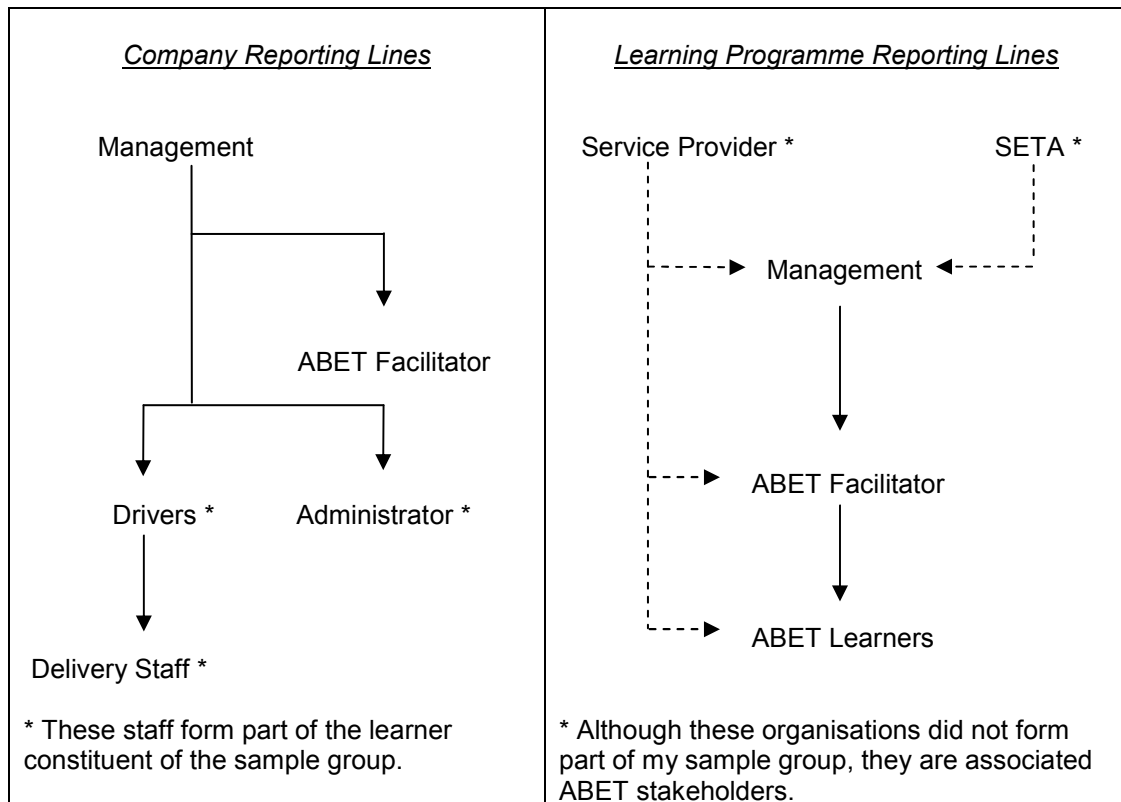 Company Reporting Lines
Management
ABET Facilitator
Drivers *
Administrator *
Delivery Staff *
* These staff form part of the learner
constituent of the sample group.
Learning Programme Reporting Lines
Service Provider *
SETA *
Management
ABET Facilitator
ABET Learners
* Although these organisations did not form
part of my sample group, they are associated
ABET stakeholders.